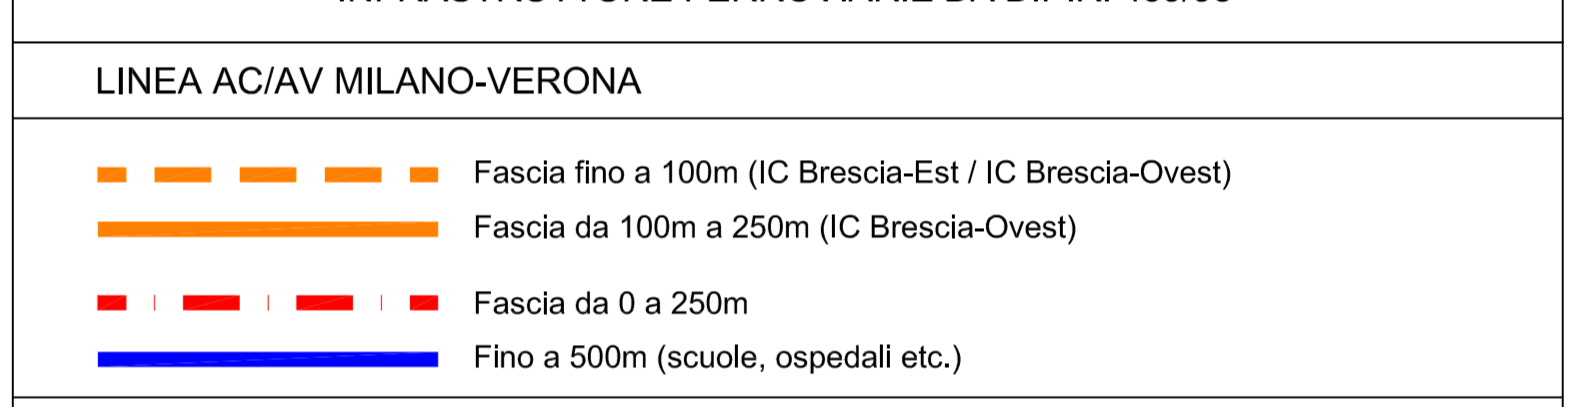 LINEA AC/AV MILANO-VERONA
Fascia fino a 100m (IC Brescia-Est / IC Brescia-Ovest)
Fascia da 100m a 250m (IC Brescia-Ovest)
Fascia da 0 a 250m
Fino a 500m (scuole, ospedali etc.)